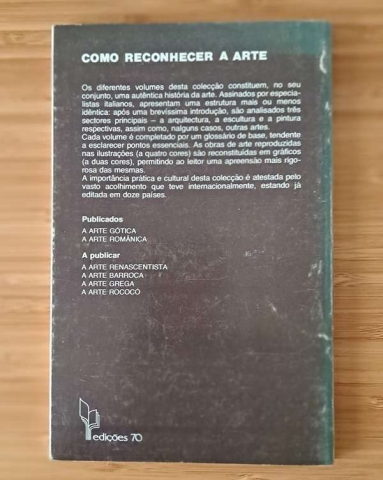 COMO RECONHECER A ARTE
Os diferentes volumes desta colecção constituem, no seu
conjunto, uma autêntica história da arte. Assinados por especia-
listas italianos, apresentam uma estrutura mais ou menos
idêntica: após uma brevíssima introdução, são analisados três
sectores principais — a arquitectura, a escultura e a pintura
respectivas, assim como, nalguns casos, outras artes.
Cada volume é completado por um glossário de base, tendente
a esclarecer pontos essenciais. As obras de arte reproduzidas
nas ilustrações (a quatro cores) são reconstituídas em gráficos
(a duas cores), permitindo ao leitor uma apreensão mais rigo-
rosa das mesmas.
A importância prática e cultural desta colecção é atestada pelo
vasto acolhimento que teve internacionalmente, estando já
editada em doze países.
Publicados
A ARTE GÓTICA
A ARTE ROMÂNICA
A publicar
A ARTE RENASCENTISTA
A ARTE BARROCA
A ARTE GREGA
A ARTE ROCOCÓ
edições 70